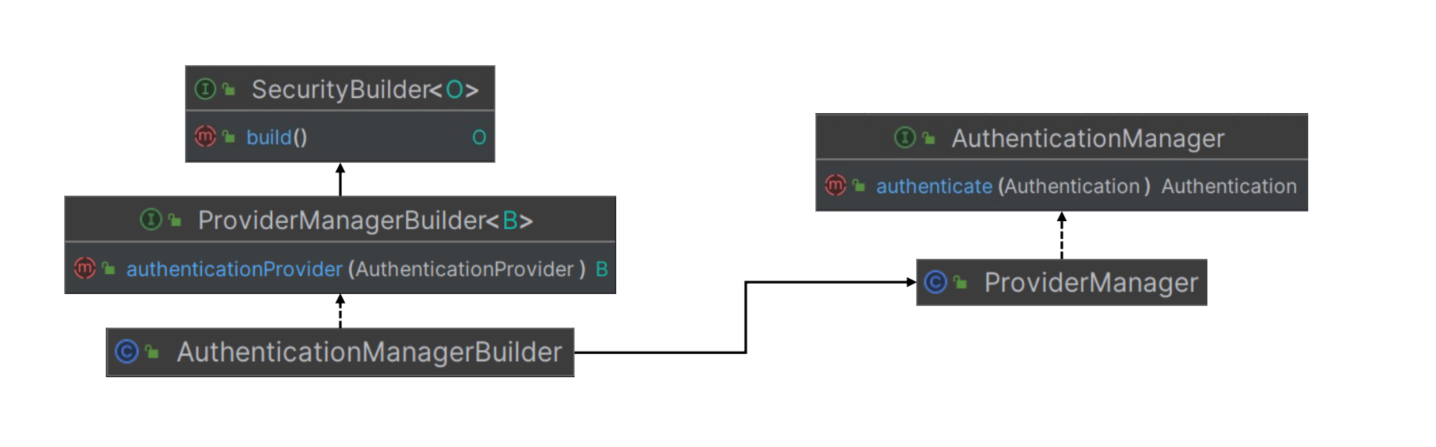 SecurityBuilder<O>
build() O
ProviderManagerBuilder<B>
authenticationProvider(AuthenticationProvider) B
AuthenticationManagerBuilder
AuthenticationManager
authenticate(Authentication) Authentication
ProviderManager